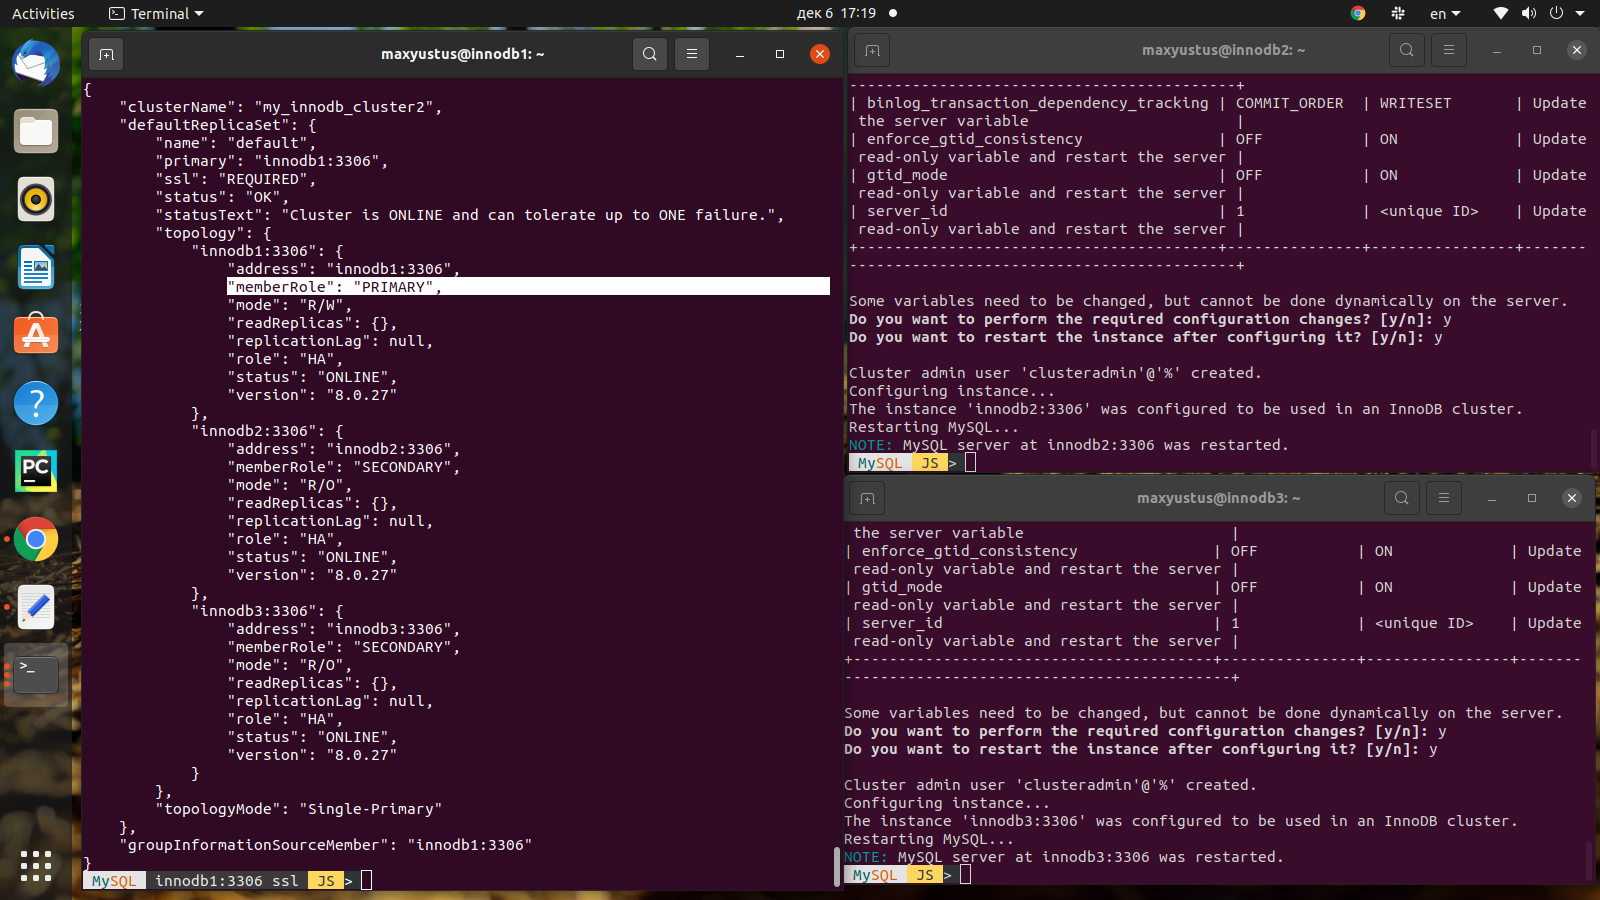 Activities
Terminal
дек 6 17:19
en
maxyustus@innodb1: ~
{
"clusterName": "my_innodb_cluster2",
"defaultReplicaSet": {
"name": "default",
"primary": "innodb1:3306",
"ssl": "REQUIRED",
"status": "OK",
"statusText": "Cluster is ONLINE and can tolerate up to ONE failure.",
"topology": {
"innodb1:3306": {
"address": "innodb1:3306",
"memberRole": "PRIMARY",
"mode": "R/W",
"readReplicas": {},
"replicationLag": null,
"role": "HA",
"status": "ONLINE",
"version": "8.0.27"
},
"innodb2:3306": {
"address": "innodb2:3306",
"memberRole": "SECONDARY",
"mode": "R/O",
"readReplicas": {},
"replicationLag": null,
"role": "HA",
"status": "ONLINE",
"version": "8.0.27"
},
"innodb3:3306": {
"address": "innodb3:3306",
"memberRole": "SECONDARY",
"mode": "R/O",
"readReplicas": {},
"replicationLag": null,
"role": "HA",
"status": "ONLINE",
"version": "8.0.27"
}
},
"topologyMode": "Single-Primary"
},
"groupInformationSourceMember": "innodb1:3306"
}
MySQL innodb1:3306 ssl JS >
maxyustus@innodb2: ~
-------------------------------------------+
| binlog_transaction_dependency_tracking | COMMIT_ORDER | WRITESET | Update
the server variable |
| enforce_gtid_consistency | OFF | ON | Update
read-only variable and restart the server |
| gtid_mode | OFF | ON | Update
read-only variable and restart the server |
| server_id | 1 | <unique ID> | Update
read-only variable and restart the server |
+----------------------------------------+---------------+----------------+-------
-------------------------------------------+
Some variables need to be changed, but cannot be done dynamically on the server.
Do you want to perform the required configuration changes? [y/n]: y
Do you want to restart the instance after configuring it? [y/n]: y
Cluster admin user 'clusteradmin'@'%' created.
Configuring instance...
The instance 'innodb2:3306' was configured to be used in an InnoDB cluster.
Restarting MySQL...
NOTE: MySQL server at innodb2:3306 was restarted.
MySQL JS >
maxyustus@innodb3: ~
the server variable |
| enforce_gtid_consistency | OFF | ON | Update
read-only variable and restart the server |
| gtid_mode | OFF | ON | Update
read-only variable and restart the server |
| server_id | 1 | <unique ID> | Update
read-only variable and restart the server |
+----------------------------------------+---------------+----------------+-------
-------------------------------------------+
Some variables need to be changed, but cannot be done dynamically on the server.
Do you want to perform the required configuration changes? [y/n]: y
Do you want to restart the instance after configuring it? [y/n]: y
Cluster admin user 'clusteradmin'@'%' created.
Configuring instance...
The instance 'innodb3:3306' was configured to be used in an InnoDB cluster.
Restarting MySQL...
NOTE: MySQL server at innodb3:3306 was restarted.
MySQL JS >
PC